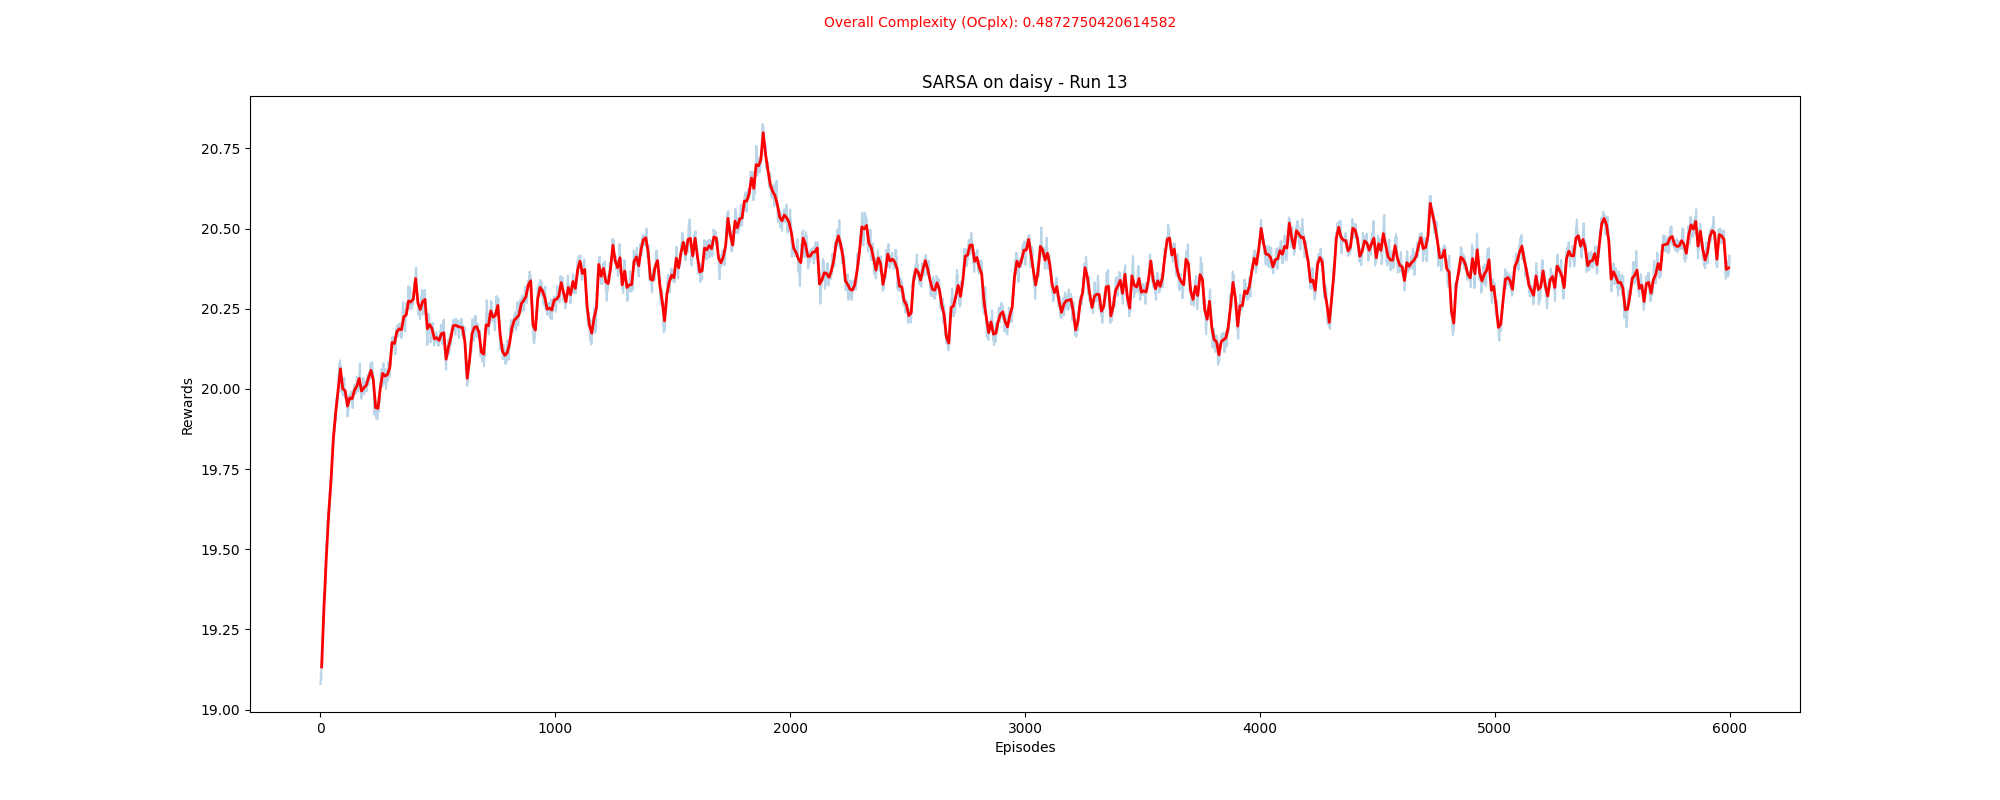 Overall Complexity (OCplx): 0.4872750420614582
SARSA on daisy - Run 13
20.75
20.50
20.25
20.00
19.75
19.50
19.25
19.00
Rewards
0 1000 2000 3000 4000 5000 6000
Episodes